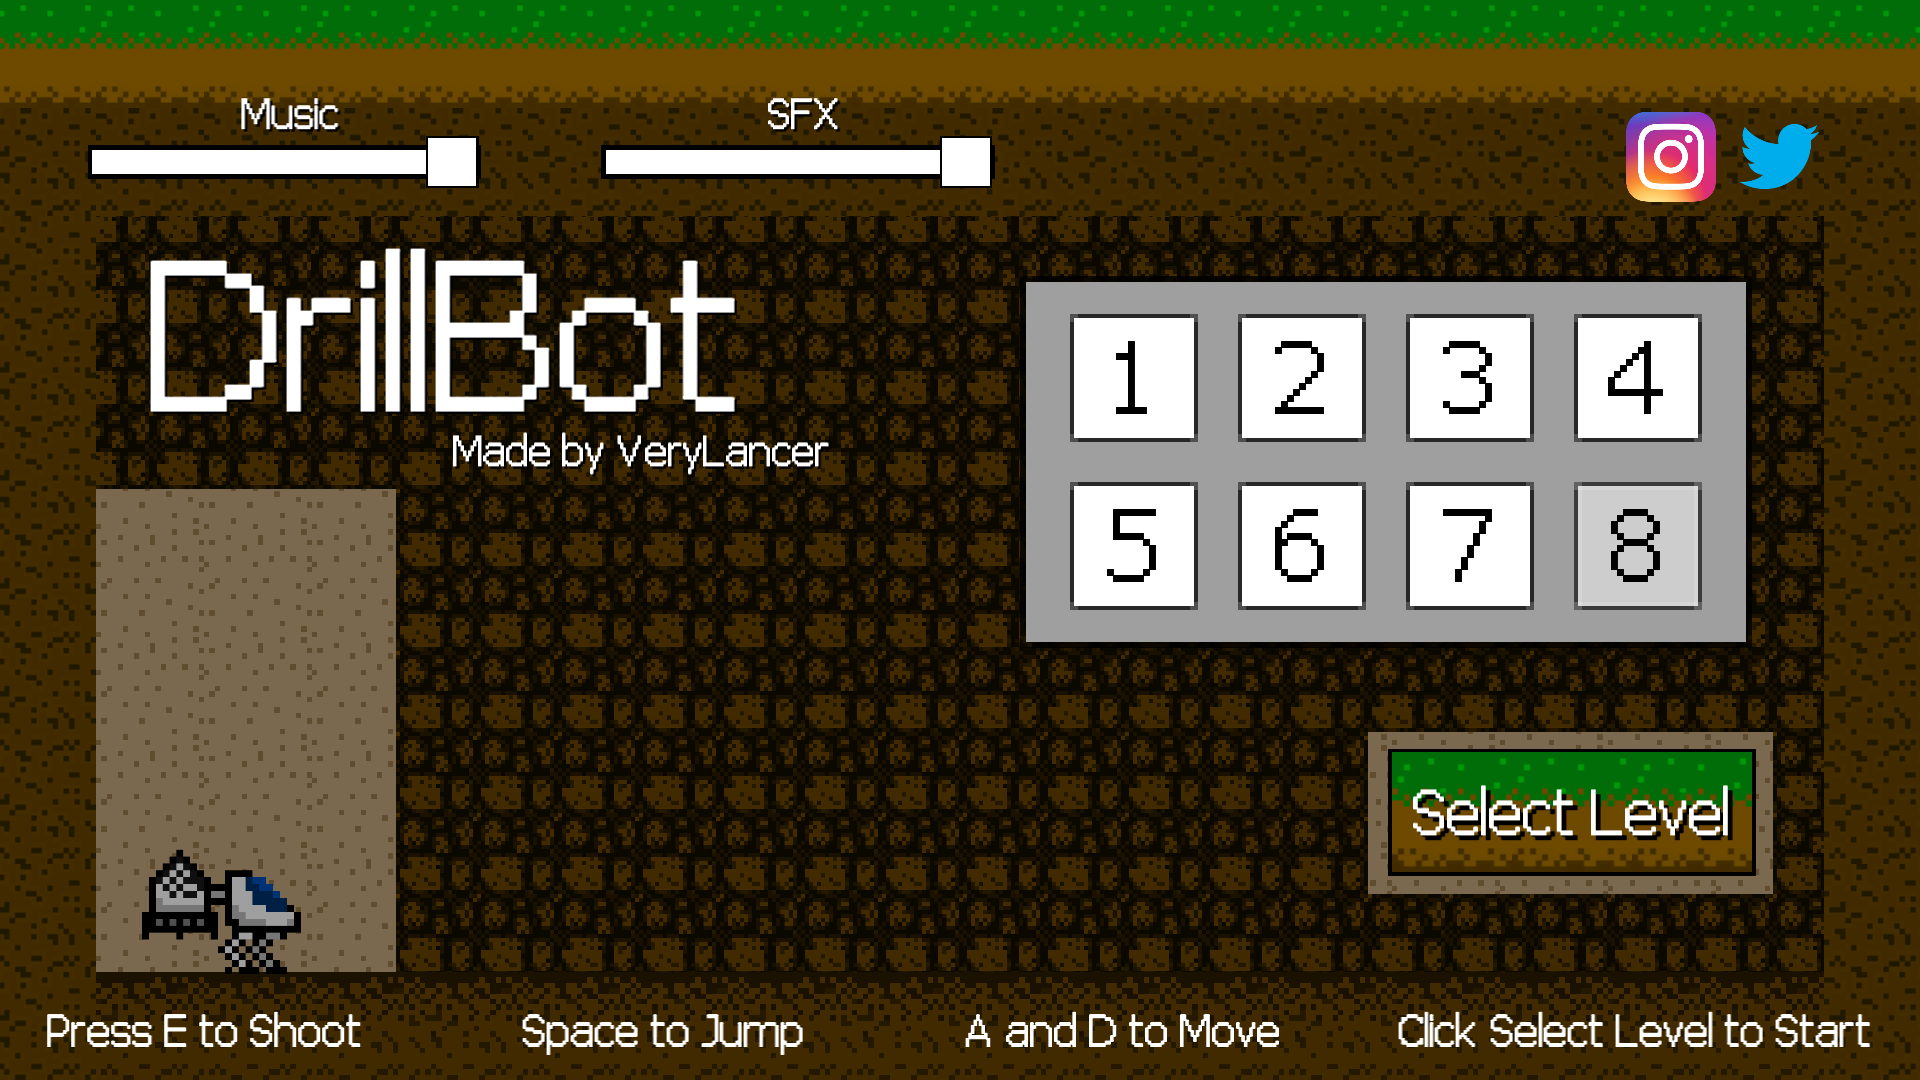 Music
SFX
DrillBot
Made by VeryLancer
1 2 3 4
5 6 7 8
Select Level
Press E to Shoot
Space to Jump
A and D to Move
Click Select Level to Start